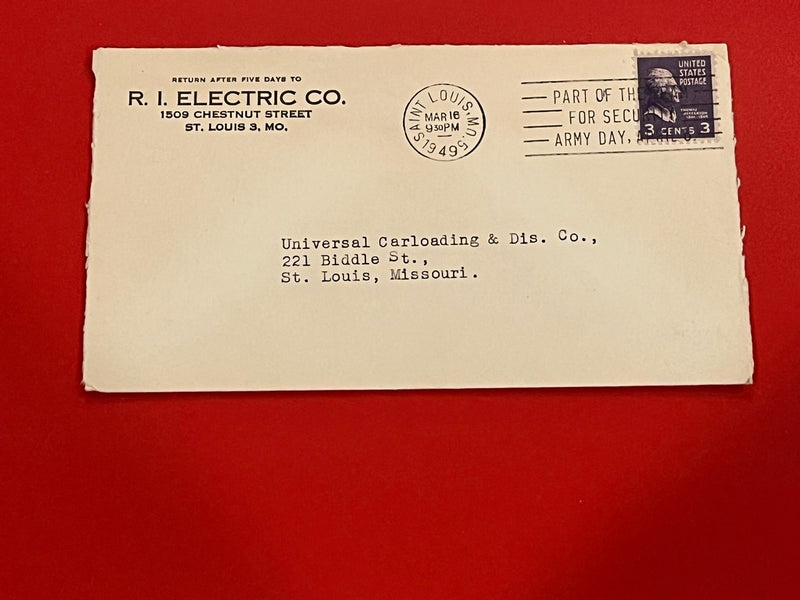 RETURN AFTER FIVE DAYS TO
R. I. ELECTRIC CO.
1509 CHESTNUT STREET
ST. LOUIS 3, MO.
SAINT LOUIS, MO.
MAR 16
9 30 PM
1949
PART OF THE
FOR SECU
ARMY DAY,
UNITED
STATES
POSTAGE
THOMAS
JEFFERSON
3 CENTS 3
Universal Carloading & Dis. Co.,
221 Biddle St.,
St. Louis, Missouri.